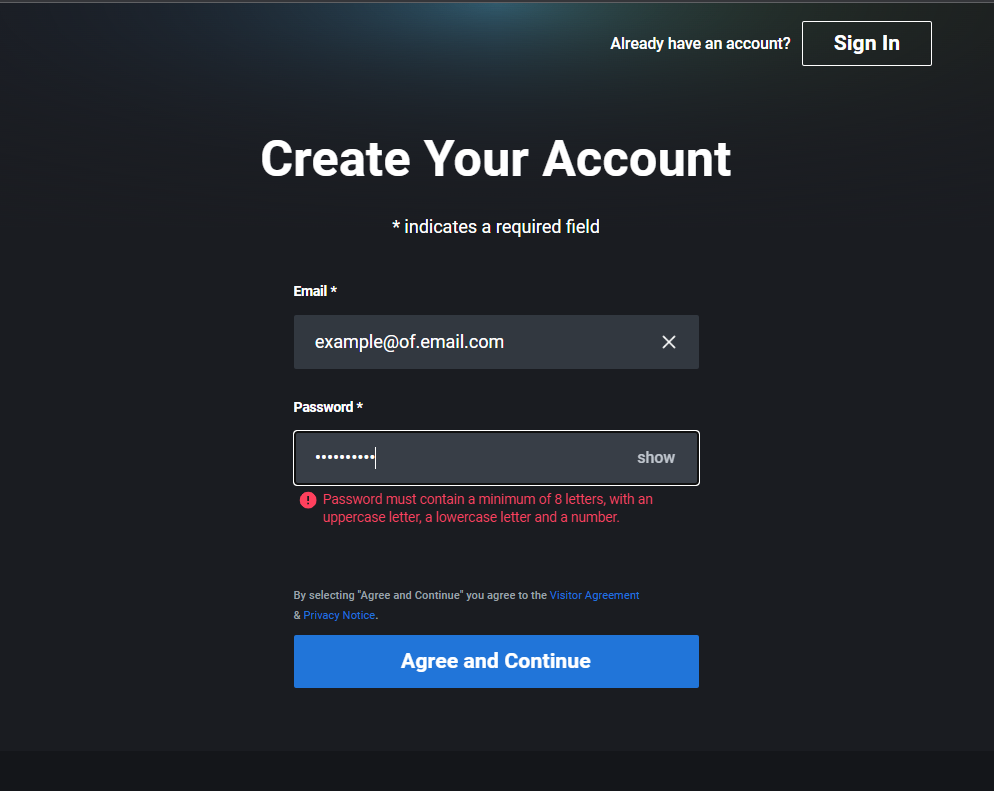 Already have an account? Sign In
Create Your Account
* indicates a required field
Email *
example@of.email.com
Password *
•••••••••• show
Password must contain a minimum of 8 letters, with an
uppercase letter, a lowercase letter and a number.
By selecting "Agree and Continue" you agree to the Visitor Agreement
& Privacy Notice.
Agree and Continue